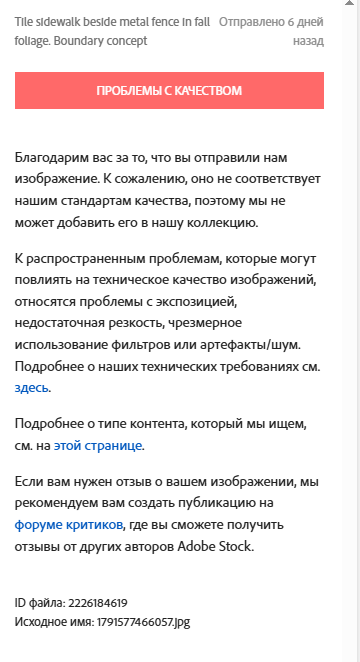 Tile sidewalk beside metal fence in fall Отправлено 6 дней
foliage. Boundary concept назад
ПРОБЛЕМЫ С КАЧЕСТВОМ
Благодарим вас за то, что вы отправили нам
изображение. К сожалению, оно не соответствует
нашим стандартам качества, поэтому мы не
может добавить его в нашу коллекцию.
К распространенным проблемам, которые могут
повлиять на техническое качество изображений,
относятся проблемы с экспозицией,
недостаточная резкость, чрезмерное
использование фильтров или артефакты/шум.
Подробнее о наших технических требованиях см.
здесь.
Подробнее о типе контента, который мы ищем,
см. на этой странице.
Если вам нужен отзыв о вашем изображении, мы
рекомендуем вам создать публикацию на
форуме критиков, где вы сможете получить
отзывы от других авторов Adobe Stock.
ID файла: 2226184619
Исходное имя: 1791577466057.jpg